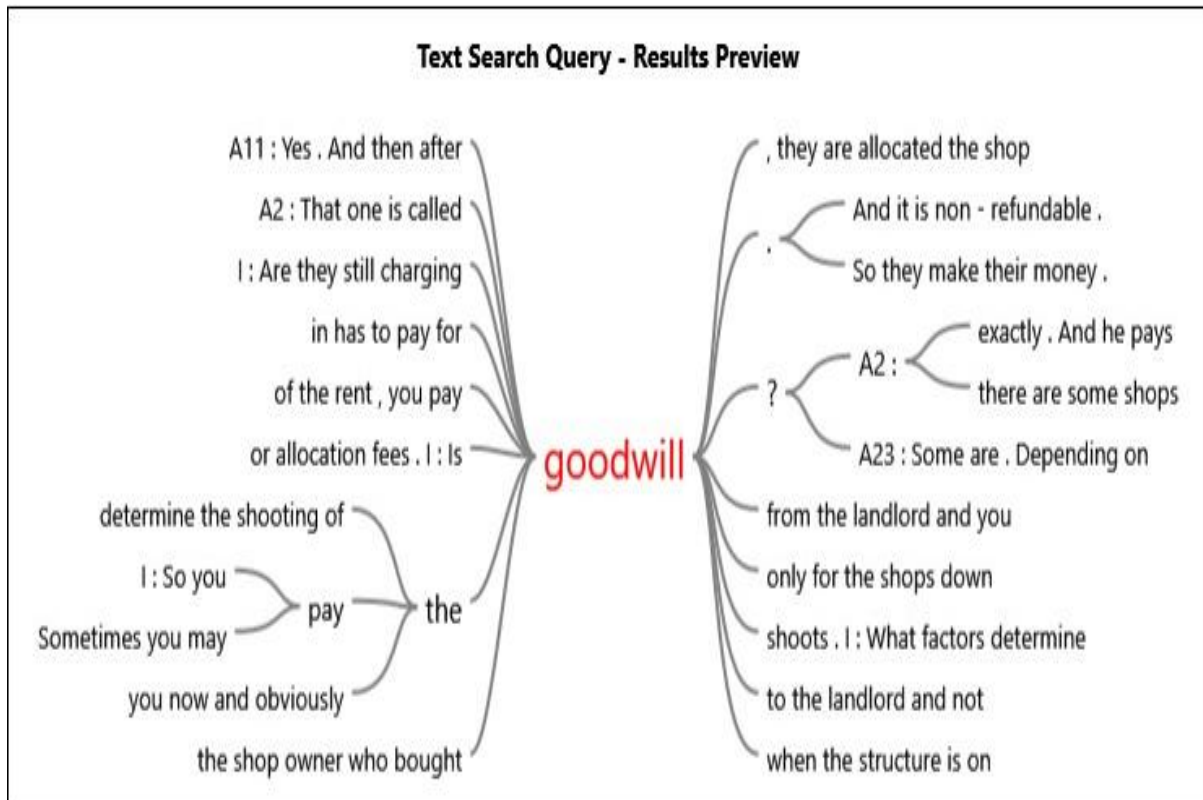 Text Search Query - Results Preview
A11 : Yes . And then after
A2 : That one is called
I : Are they still charging
in has to pay for
of the rent , you pay
or allocation fees . I : Is
determine the shooting of
I : So you
Sometimes you may
pay
the
you now and obviously
the shop owner who bought
goodwill
, they are allocated the shop
.
And it is non - refundable .
So they make their money .
?
A2 :
exactly . And he pays
there are some shops
A23 : Some are . Depending on
from the landlord and you
only for the shops down
shoots . I : What factors determine
to the landlord and not
when the structure is on